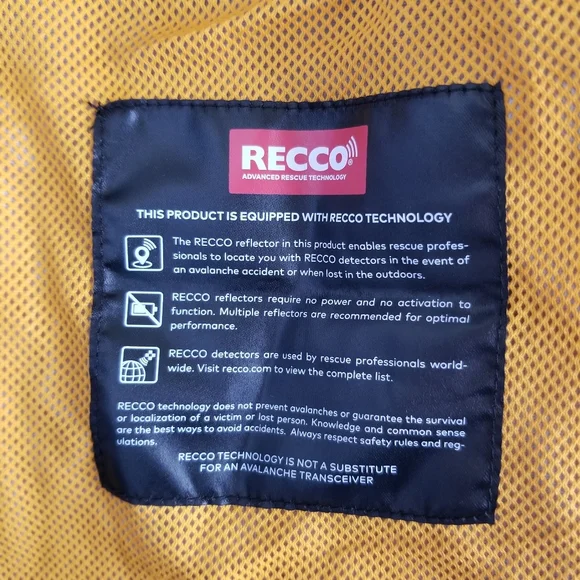 RECCO®
ADVANCED RESCUE TECHNOLOGY
THIS PRODUCT IS EQUIPPED WITH RECCO TECHNOLOGY
The RECCO reflector in this product enables rescue profes-
sionals to locate you with RECCO detectors in the event of
an avalanche accident or when lost in the outdoors.
RECCO reflectors require no power and no activation to
function. Multiple reflectors are recommended for optimal
performance.
RECCO detectors are used by rescue professionals world-
wide. Visit recco.com to view the complete list.
RECCO technology does not prevent avalanches or guarantee the survival
or localization of a victim or lost person. Knowledge and common sense
are the best ways to avoid accidents. Always respect safety rules and reg-
ulations.
RECCO TECHNOLOGY IS NOT A SUBSTITUTE
FOR AN AVALANCHE TRANSCEIVER